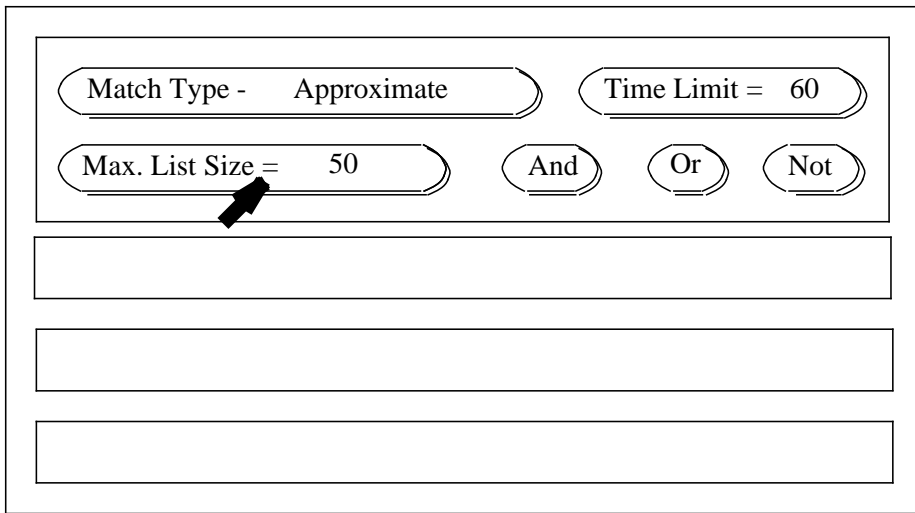 Match Type - Approximate Time Limit = 60
Max. List Size = 50 And Or Not